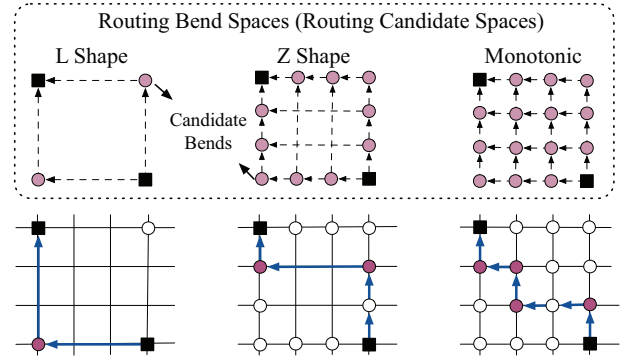 Routing Bend Spaces (Routing Candidate Spaces)
L Shape
Z Shape
Monotonic
Candidate
Bends